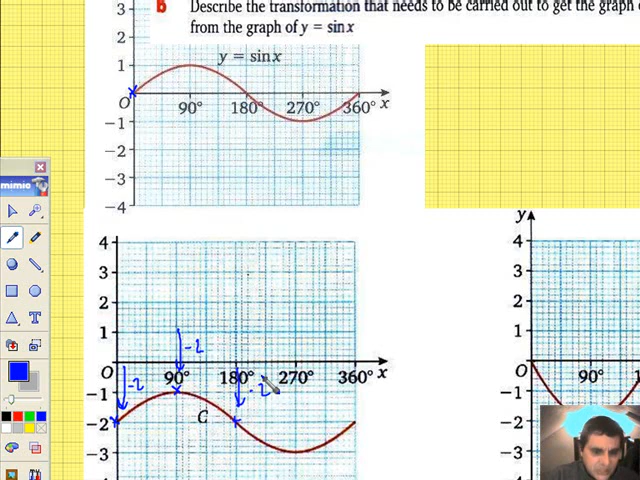 3
b Describe the transformation that needs to be carried out to get the graph
2
from the graph of y = sin x
1
y = sin x
O 90° 180° 270° 360° x
−1
−2
−3
−4
mimio
T
4
3
2
1
-2
O 90° 180° 270° 360° x
-2
-2
−1
−2
C
−3
y
4
3
2
1
O 90°
−1
−2
−3